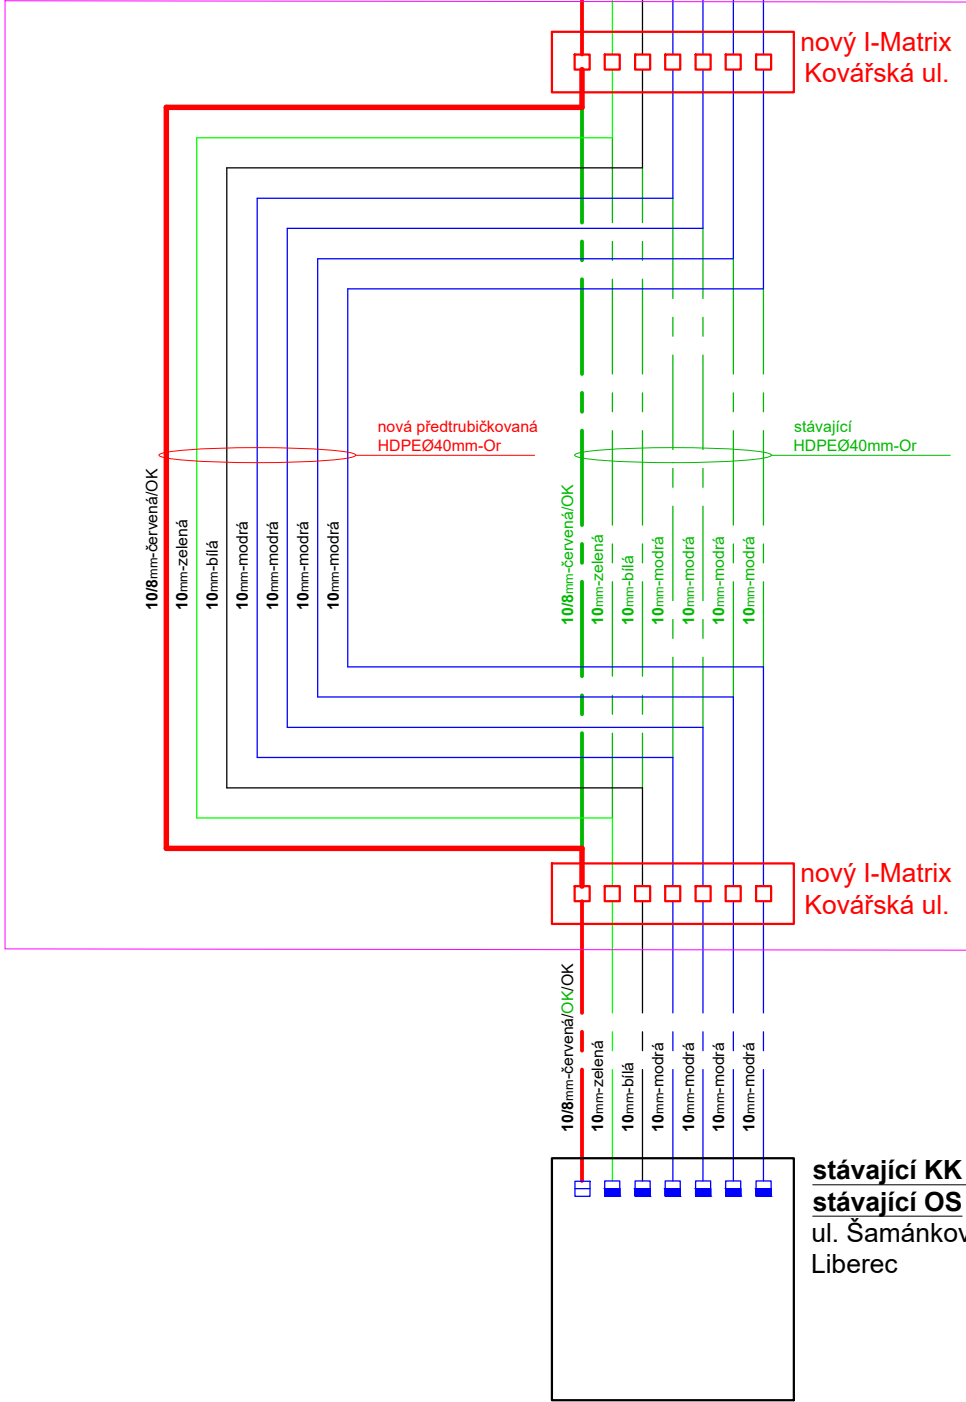 nový I-Matrix
Kovářská ul.
nová předtrubičkovaná
HDPEØ40mm-Or
stávající
HDPEØ40mm-Or
10/8mm-červená/OK
10mm-zelená
10mm-bílá
10mm-modrá
10mm-modrá
10mm-modrá
10mm-modrá
10/8mm-červená/OK
10mm-zelená
10mm-bílá
10mm-modrá
10mm-modrá
10mm-modrá
10mm-modrá
nový I-Matrix
Kovářská ul.
10/8mm-červená/OK/OK
10mm-zelená
10mm-bílá
10mm-modrá
10mm-modrá
10mm-modrá
10mm-modrá
stávající KK
stávající OS
ul. Šamánkov
Liberec